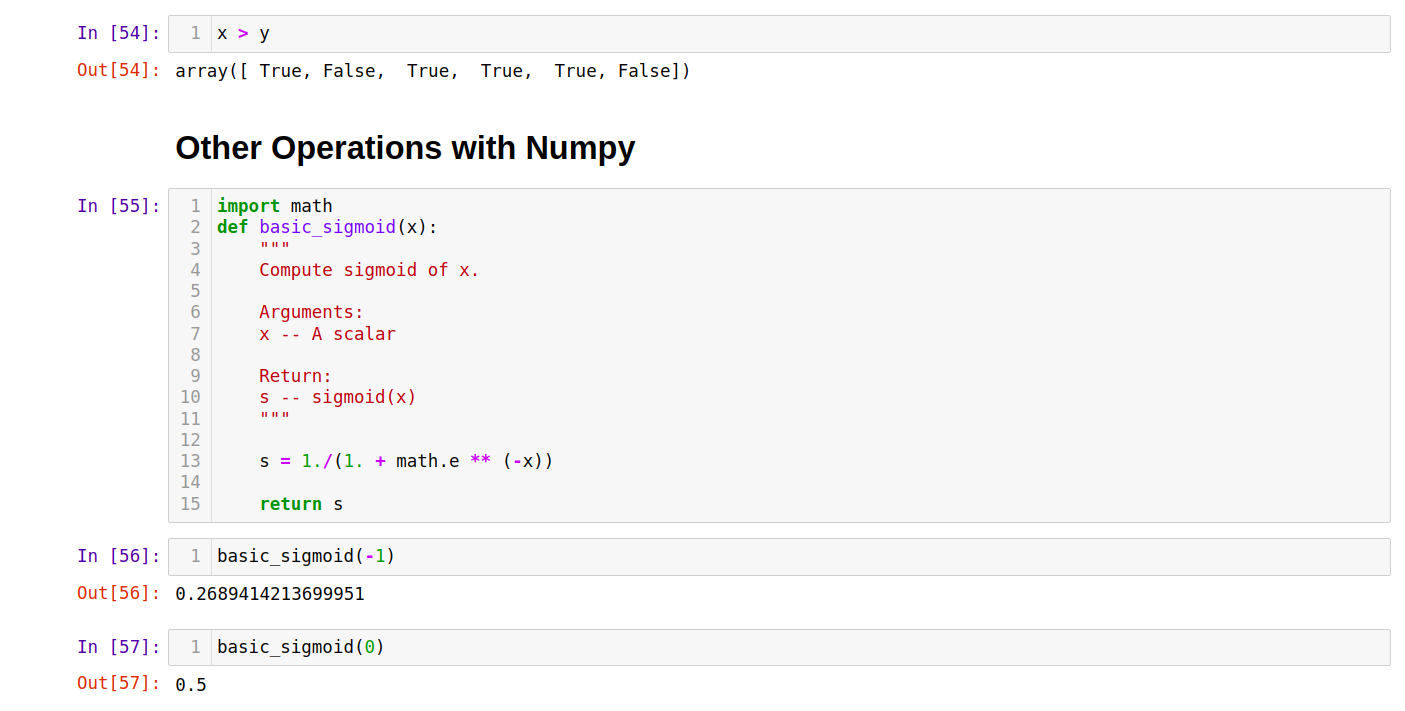 In [54]: 1 x > y
Out[54]: array([ True, False,  True,  True,  True, False])
Other Operations with Numpy
In [55]: 1 import math
2 def basic_sigmoid(x):
3     """
4     Compute sigmoid of x.
5
6     Arguments:
7     x -- A scalar
8
9     Return:
10     s -- sigmoid(x)
11     """
12
13     s = 1./(1. + math.e ** (-x))
14
15     return s
In [56]: 1 basic_sigmoid(-1)
Out[56]: 0.2689414213699951
In [57]: 1 basic_sigmoid(0)
Out[57]: 0.5